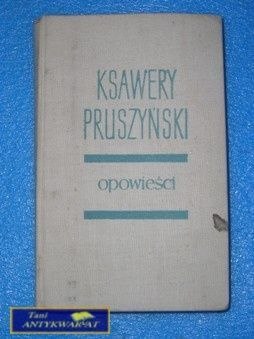 KSAWERY
PRUSZYŃSKI
opowieści
Tani
ANTYKWARIAT